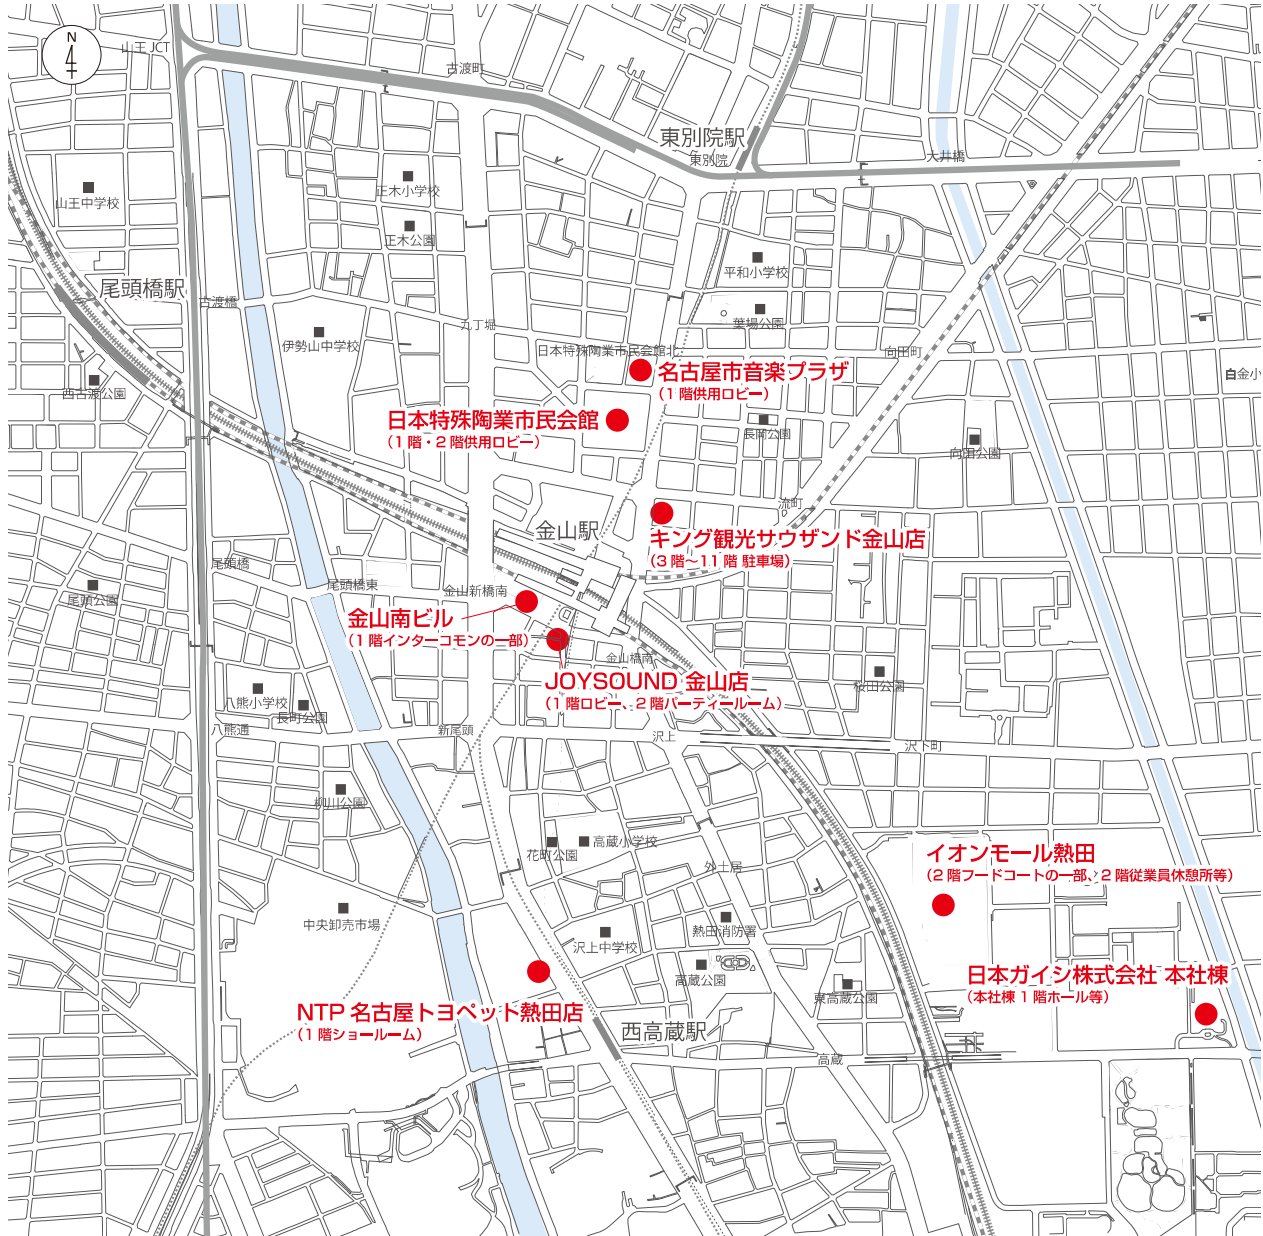 N
山王 JCT
古渡町
東別院駅
東別院
大井橋
山王中学校
正木小学校
正木公園
平和小学校
尾頭橋駅
古渡橋
葉場公園
九丁堀
伊勢山中学校
日本特殊陶業市民会館北
向田町
名古屋市音楽プラザ
（1 階供用ロビー）
白金小
西古渡公園
日本特殊陶業市民会館
（1 階・2 階供用ロビー）
長岡公園
向田公園
流町
金山駅
キング観光サウザンド金山店
（3 階～11 階 駐車場）
尾頭橋
尾頭橋東
金山新橋南
尾頭公園
金山南ビル
（1 階インターコモンの一部）
金山橋南
JOYSOUND 金山店
（1 階ロビー、2 階パーティールーム）
桜田公園
八熊小学校
長町公園
八熊通
新尾頭
沢上
沢下町
柳川公園
花町公園
高蔵小学校
外土居
イオンモール熱田
（2 階フードコートの一部、2 階従業員休憩所等）
中央卸売市場
熱田消防署
沢上中学校
高蔵公園
東高蔵公園
日本ガイシ株式会社 本社棟
（本社棟 1 階ホール等）
NTP 名古屋トヨペット熱田店
（1 階ショールーム）
西高蔵駅
高蔵